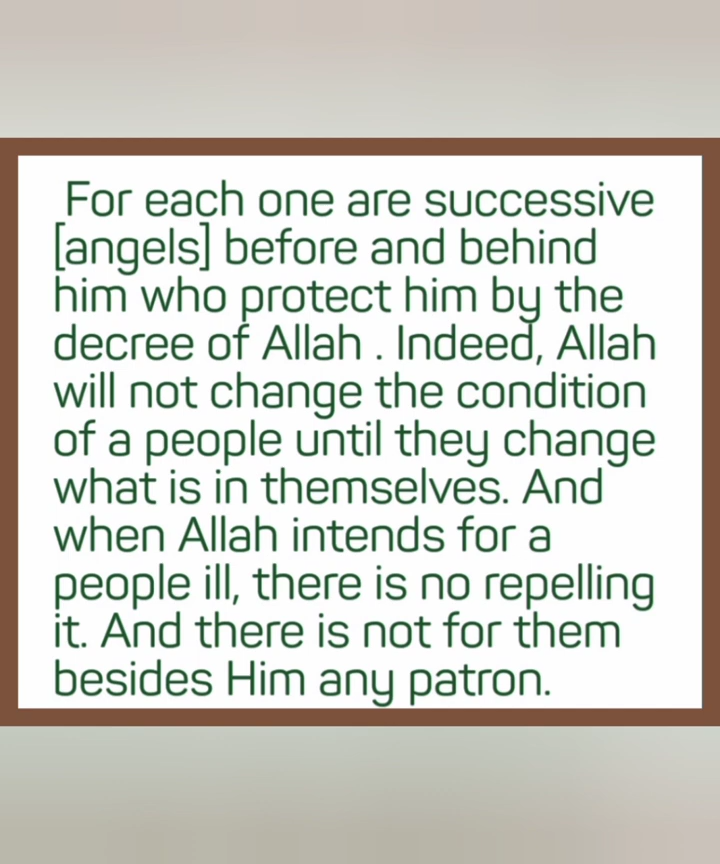 For each one are successive
[angels] before and behind
him who protect him by the
decree of Allah . Indeed, Allah
will not change the condition
of a people until they change
what is in themselves. And
when Allah intends for a
people ill, there is no repelling
it. And there is not for them
besides Him any patron.